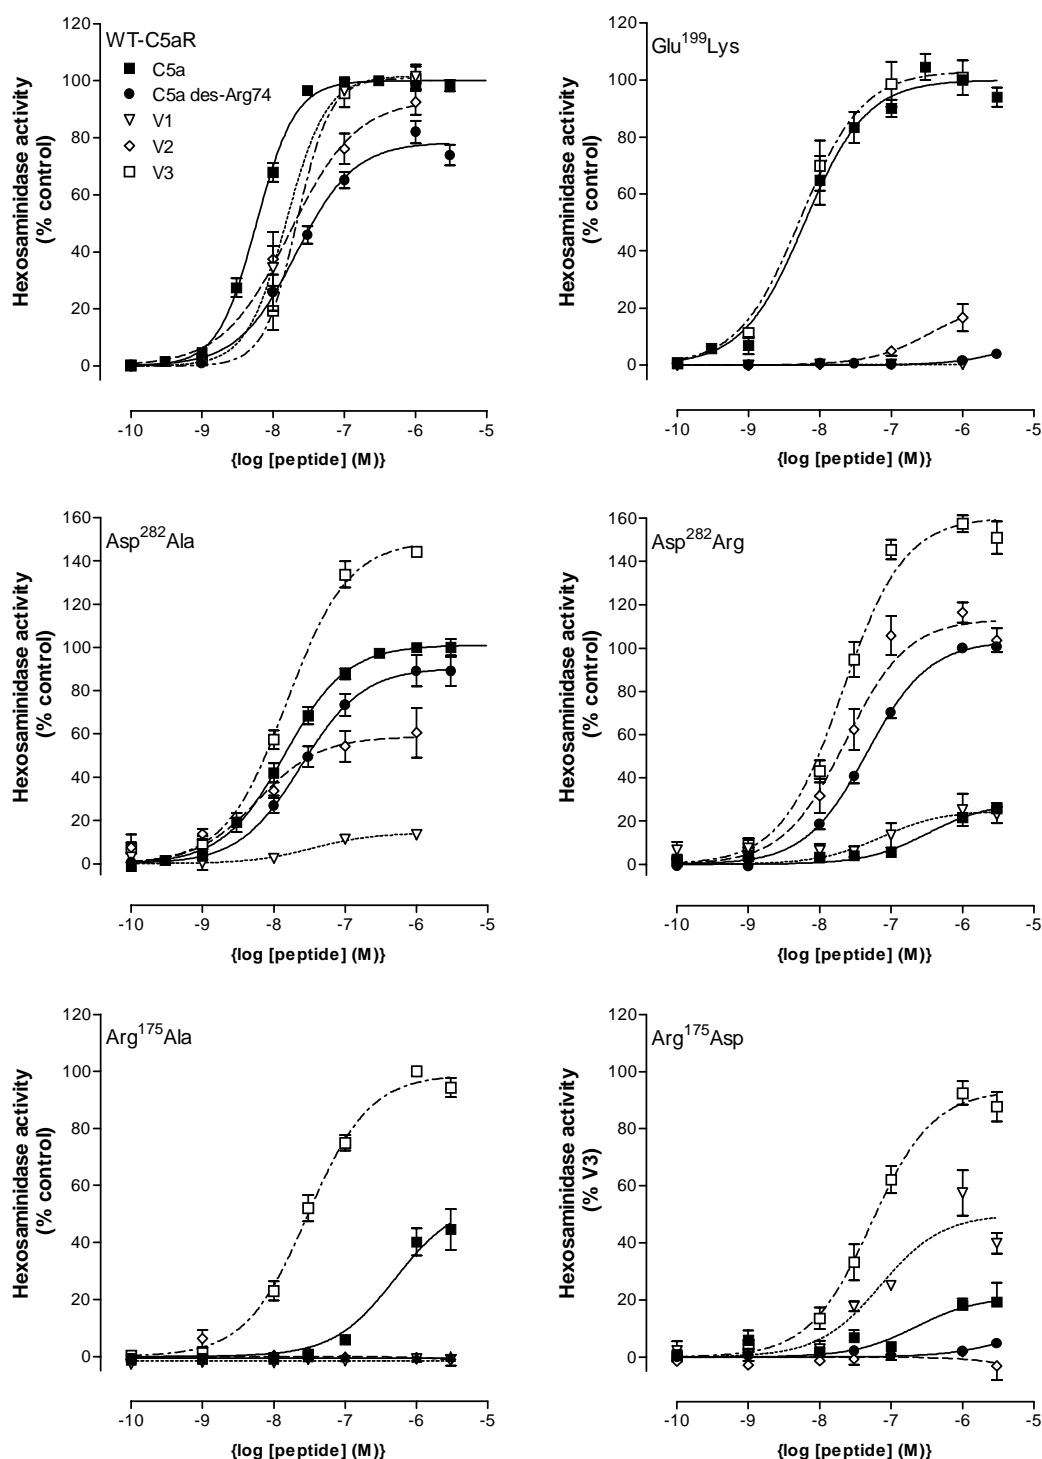 WT-C5aR
C5a
C5a des-Arg74
V1
V2
V3
Hexosaminidase activity
(% control)
120
100
80
60
40
20
0
-10 -9 -8 -7 -6 -5
{log [peptide] (M)}
Glu199Lys
Hexosaminidase activity
(% control)
120
100
80
60
40
20
0
-10 -9 -8 -7 -6 -5
{log [peptide] (M)}
Asp282Ala
Hexosaminidase activity
(% control)
160
140
120
100
80
60
40
20
0
-10 -9 -8 -7 -6 -5
{log [peptide] (M)}
Asp282Arg
Hexosaminidase activity
(% control)
160
140
120
100
80
60
40
20
0
-10 -9 -8 -7 -6 -5
{log [peptide] (M)}
Arg175Ala
Hexosaminidase activity
(% control)
120
100
80
60
40
20
0
-10 -9 -8 -7 -6 -5
{log [peptide] (M)}
Arg175Asp
Hexosaminidase activity
(% V3)
120
100
80
60
40
20
0
-10 -9 -8 -7 -6 -5
{log [peptide] (M)}